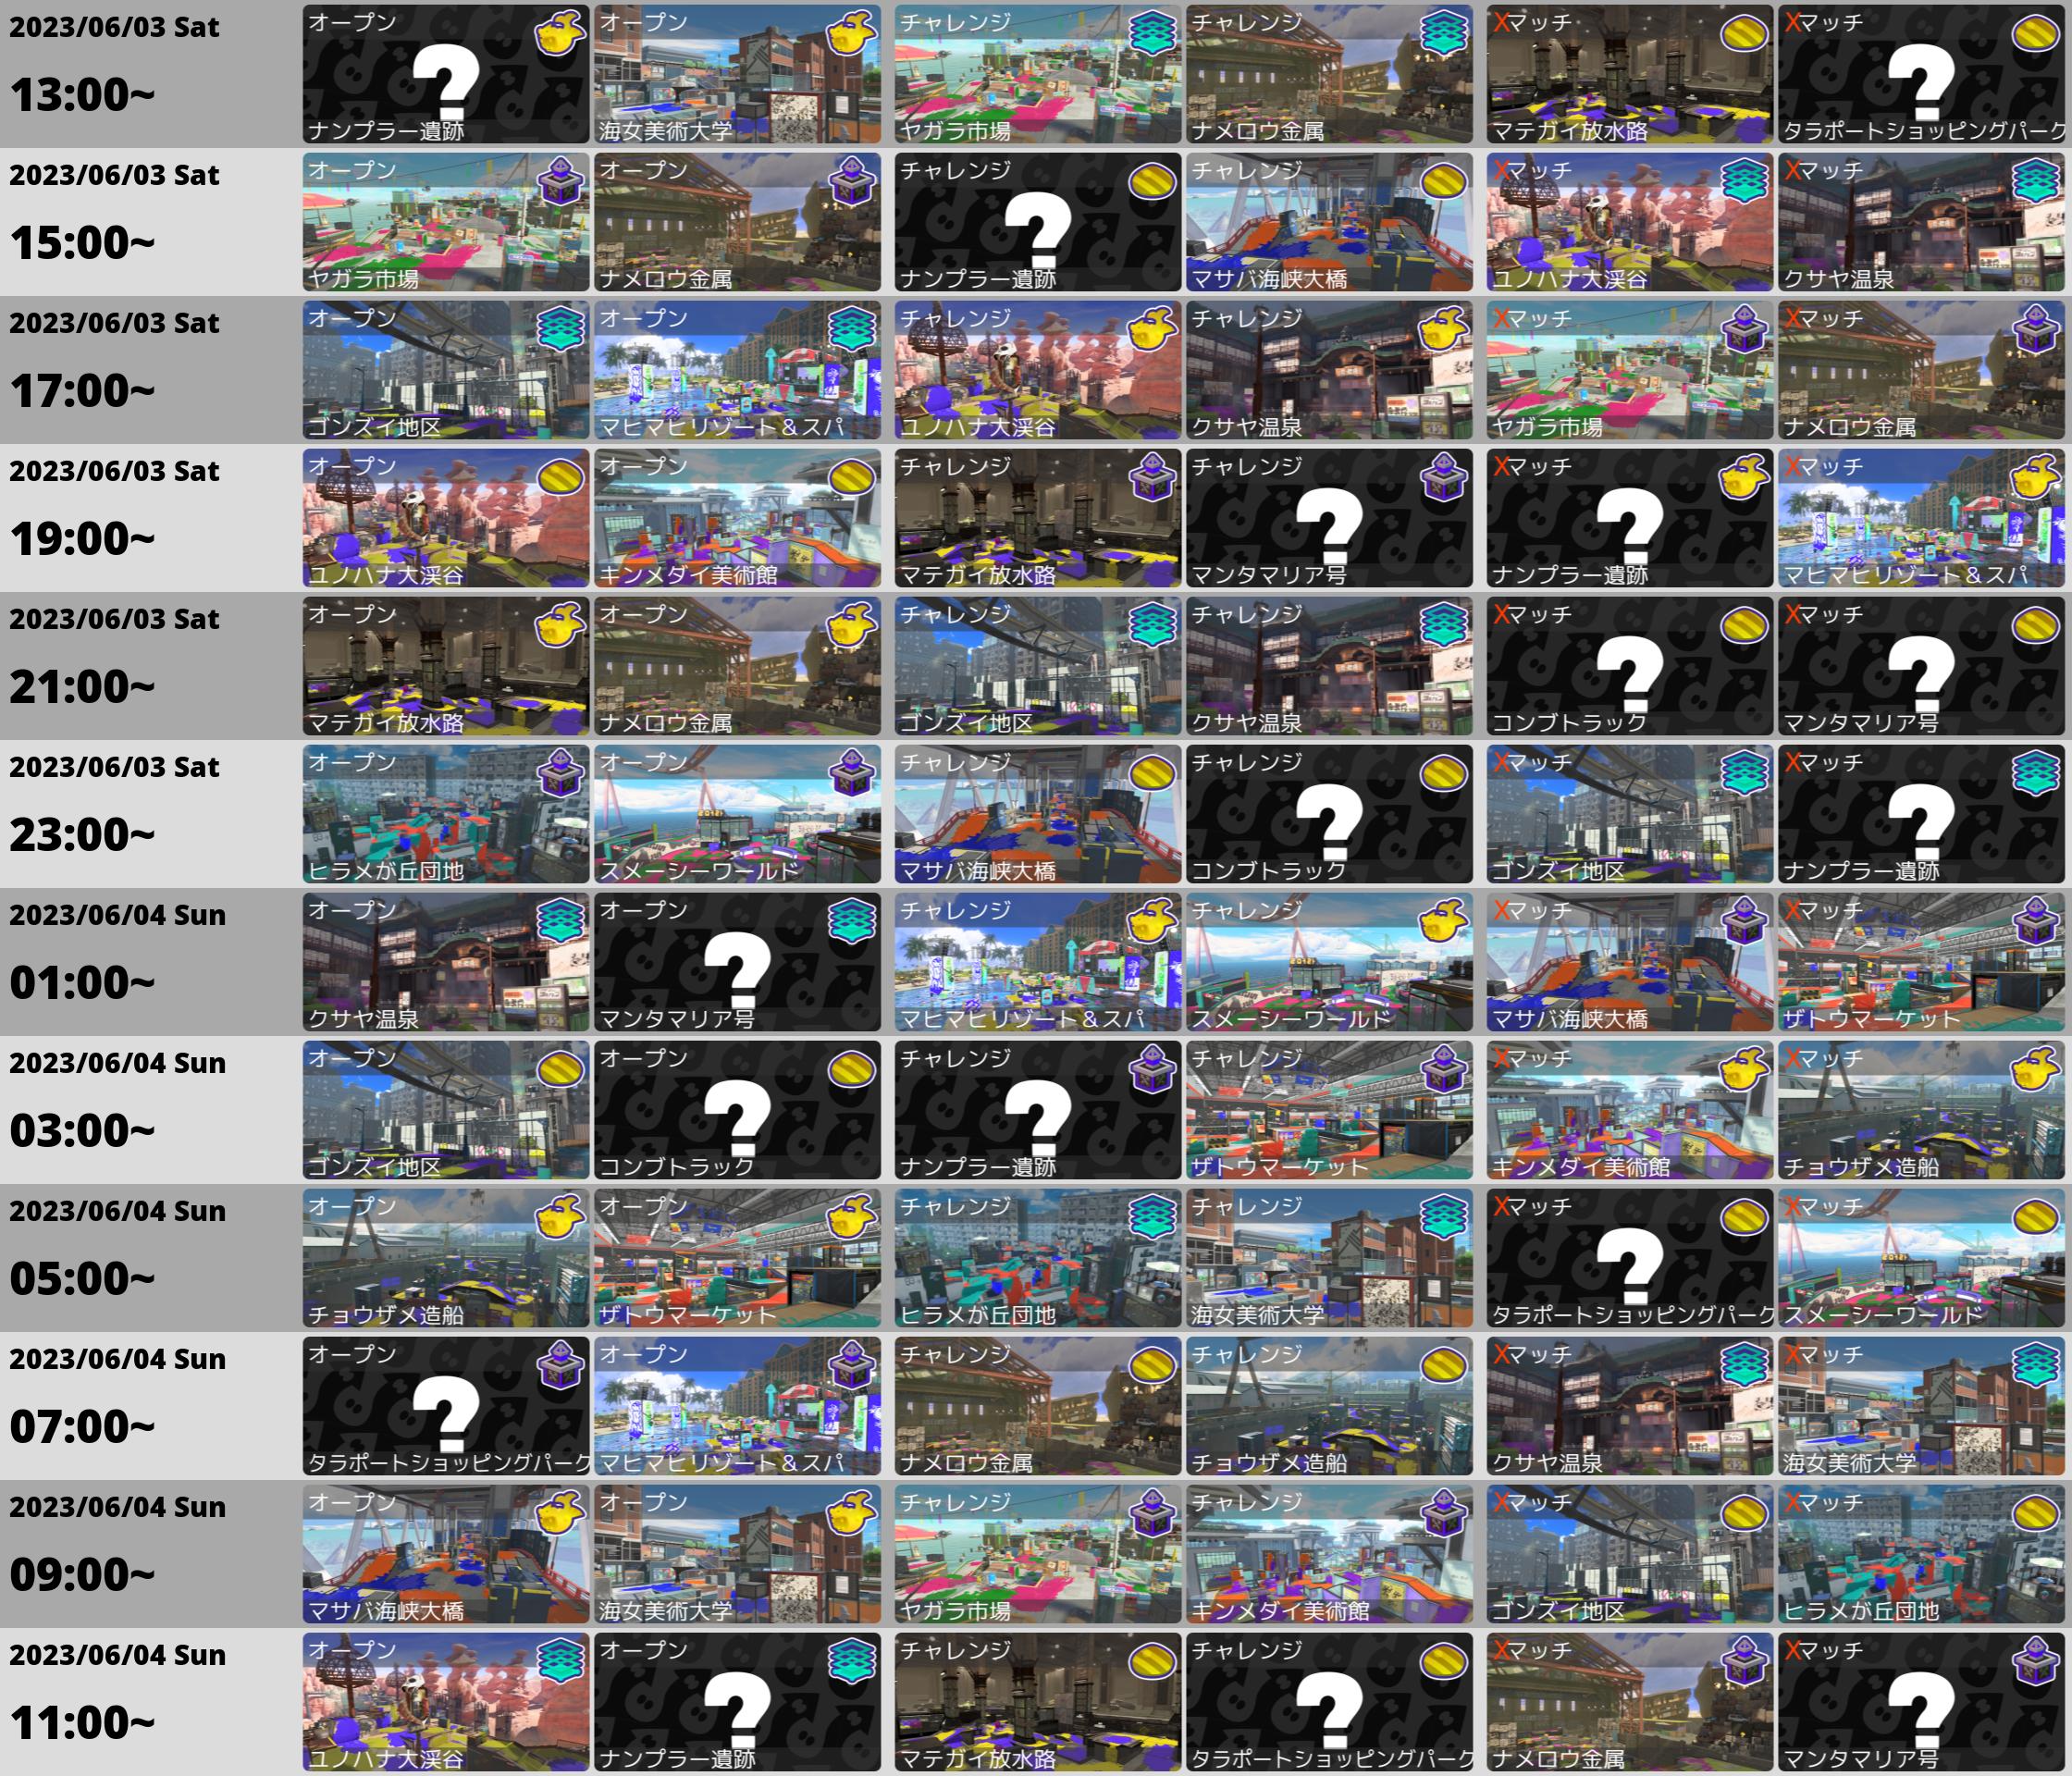 2023/06/03 Sat
13:00~
オープン
ナンプラー遺跡
オープン
海女美術大学
チャレンジ
ヤガラ市場
チャレンジ
ナメロウ金属
Xマッチ
マテガイ放水路
Xマッチ
タラポートショッピングパーク
2023/06/03 Sat
15:00~
オープン
ヤガラ市場
オープン
ナメロウ金属
チャレンジ
ナンプラー遺跡
チャレンジ
マサバ海峡大橋
Xマッチ
ユノハナ大渓谷
Xマッチ
クサヤ温泉
2023/06/03 Sat
17:00~
オープン
ゴンズイ地区
オープン
マヒマヒリゾート＆スパ
チャレンジ
ユノハナ大渓谷
チャレンジ
クサヤ温泉
Xマッチ
ヤガラ市場
Xマッチ
ナメロウ金属
2023/06/03 Sat
19:00~
オープン
ユノハナ大渓谷
オープン
キンメダイ美術館
チャレンジ
マテガイ放水路
チャレンジ
マンタマリア号
Xマッチ
ナンプラー遺跡
Xマッチ
マヒマヒリゾート＆スパ
2023/06/03 Sat
21:00~
オープン
マテガイ放水路
オープン
ナメロウ金属
チャレンジ
ゴンズイ地区
チャレンジ
クサヤ温泉
Xマッチ
コンブトラック
Xマッチ
マンタマリア号
2023/06/03 Sat
23:00~
オープン
ヒラメが丘団地
オープン
スメーシーワールド
チャレンジ
マサバ海峡大橋
チャレンジ
コンブトラック
Xマッチ
ゴンズイ地区
Xマッチ
ナンプラー遺跡
2023/06/04 Sun
01:00~
オープン
クサヤ温泉
オープン
マンタマリア号
チャレンジ
マヒマヒリゾート＆スパ
チャレンジ
スメーシーワールド
Xマッチ
マサバ海峡大橋
Xマッチ
ザトウマーケット
2023/06/04 Sun
03:00~
オープン
ゴンズイ地区
オープン
コンブトラック
チャレンジ
ナンプラー遺跡
チャレンジ
ザトウマーケット
Xマッチ
キンメダイ美術館
Xマッチ
チョウザメ造船
2023/06/04 Sun
05:00~
オープン
チョウザメ造船
オープン
ザトウマーケット
チャレンジ
ヒラメが丘団地
チャレンジ
海女美術大学
Xマッチ
タラポートショッピングパーク
Xマッチ
スメーシーワールド
2023/06/04 Sun
07:00~
オープン
タラポートショッピングパーク
オープン
マヒマヒリゾート＆スパ
チャレンジ
ナメロウ金属
チャレンジ
チョウザメ造船
Xマッチ
クサヤ温泉
Xマッチ
海女美術大学
2023/06/04 Sun
09:00~
オープン
マサバ海峡大橋
オープン
海女美術大学
チャレンジ
ヤガラ市場
チャレンジ
キンメダイ美術館
Xマッチ
ゴンズイ地区
Xマッチ
ヒラメが丘団地
2023/06/04 Sun
11:00~
オープン
ユノハナ大渓谷
オープン
ナンプラー遺跡
チャレンジ
マテガイ放水路
チャレンジ
タラポートショッピングパーク
Xマッチ
ナメロウ金属
Xマッチ
マンタマリア号